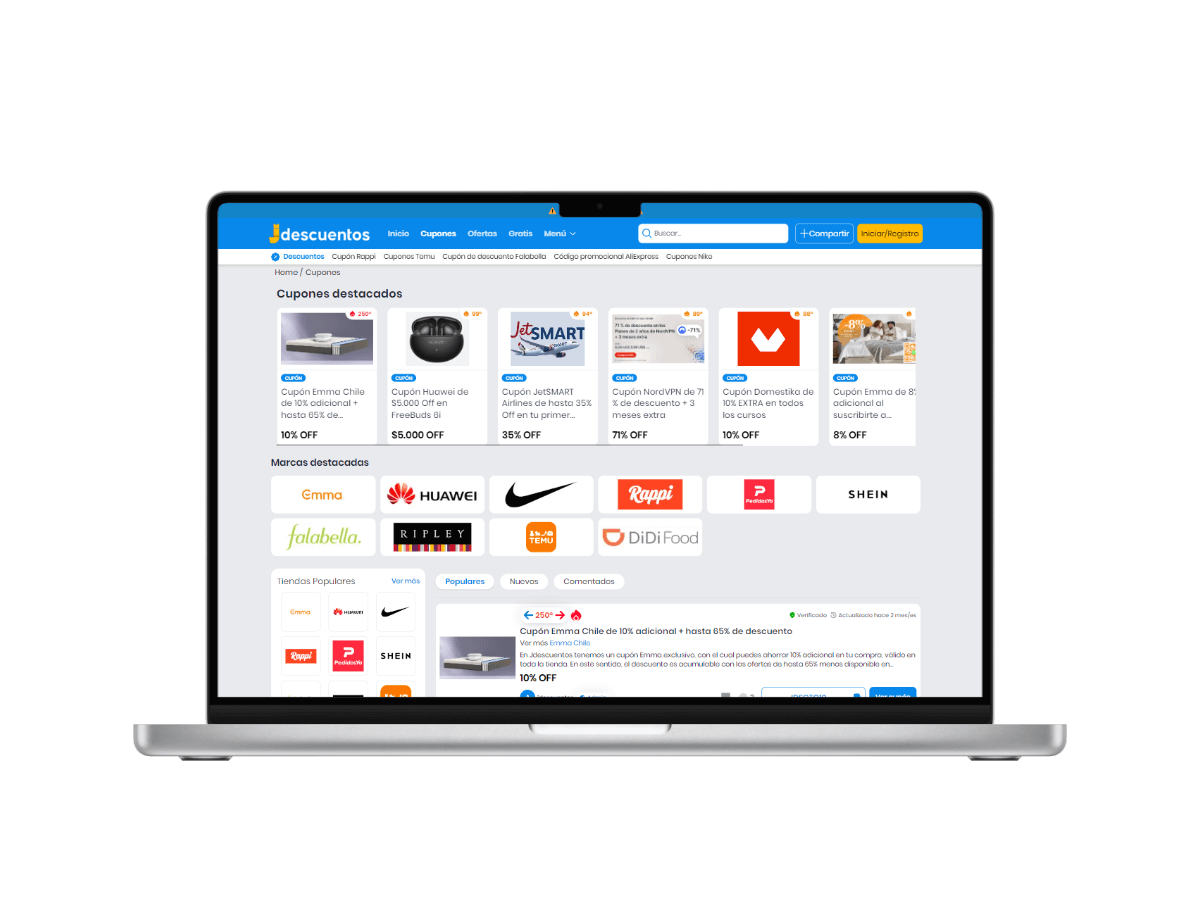 Jdescuentos Inicio Cupones Ofertas Gratis Menú Buscar... +Compartir Iniciar/Registro
Descuentos Cupón Rappi Cupones Temu Cupón de descuento Falabella Código promocional AliExpress Cupones Nike
Home / Cupones
Cupones destacados
250° 99° 94° 89° 88°
JetSMART
-71%
-8%
CUPÓN CUPÓN CUPÓN CUPÓN CUPÓN CUPÓN
Cupón Emma Chile de 10% adicional + hasta 65% de...
10% OFF
Cupón Huawei de $5.000 Off en FreeBuds 6i
$5.000 OFF
Cupón JetSMART Airlines de hasta 35% Off en tu primer...
35% OFF
Cupón NordVPN de 71 % de descuento + 3 meses extra
71% OFF
Cupón Domestika de 10% EXTRA en todos los cursos
10% OFF
Cupón Emma de 8% adicional al suscribirte a...
8% OFF
Marcas destacadas
Emma HUAWEI Rappi PedidosYa SHEIN
falabella. RIPLEY TEMU DiDi Food
Tiendas Populares Ver más
Emma HUAWEI
Rappi PedidosYa SHEIN
Populares Nuevos Comentados
250° Verificado Actualizado hace 2 mes/es
Cupón Emma Chile de 10% adicional + hasta 65% de descuento
Ver más Emma Chile
En Jdescuentos tenemos un cupón Emma exclusivo, con el cual puedes ahorrar 10% adicional en tu compra, válido en
toda la tienda. En este sentido, el descuento es acumulable con las ofertas de hasta 65% menos disponible en...
10% OFF